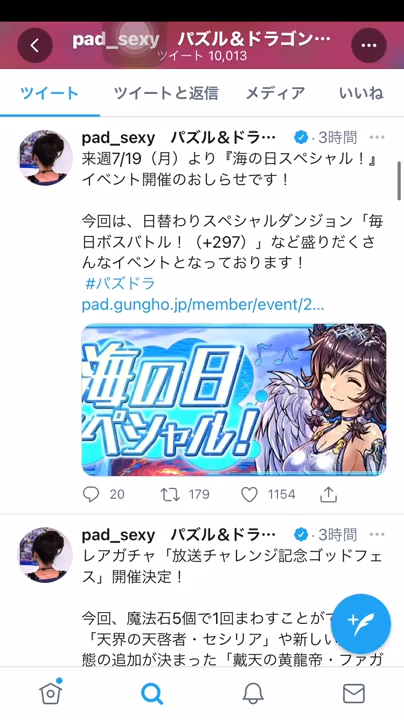 pad_sexy パズル＆ドラゴン…
ツイート 10,013
ツイート ツイートと返信 メディア いいね
pad_sexy パズル＆ドラ… · 3時間
来週7/19（月）より『海の日スペシャル！』
イベント開催のおしらせです！
今回は、日替わりスペシャルダンジョン「毎
日ボスバトル！（+297）」など盛りだくさ
んなイベントとなっております！
#パズドラ
pad.gungho.jp/member/event/2...
海の日
ペシャル!
20 179 1154
pad_sexy パズル＆ドラ… · 3時間
レアガチャ「放送チャレンジ記念ゴッドフェ
ス」開催決定！
今回、魔法石5個で1回まわすことが
「天界の天啓者・セシリア」や新しい
態の追加が決まった「戴天の黄龍帝・ファガ